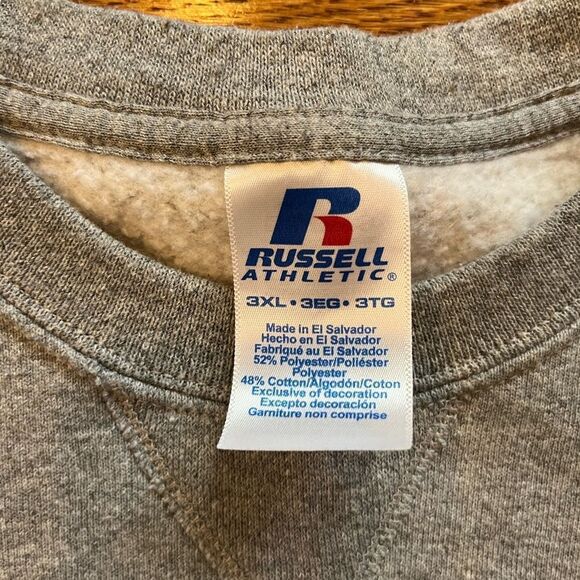 R
RUSSELL
ATHLETIC®
3XL • 3EG • 3TG
Made in El Salvador
Hecho en El Salvador
Fabriqué au El Salvador
52% Polyester/Poliéster
Polyester
48% Cotton/Algodón/Coton
Exclusive of decoration
Excepto decoración
Garniture non comprise